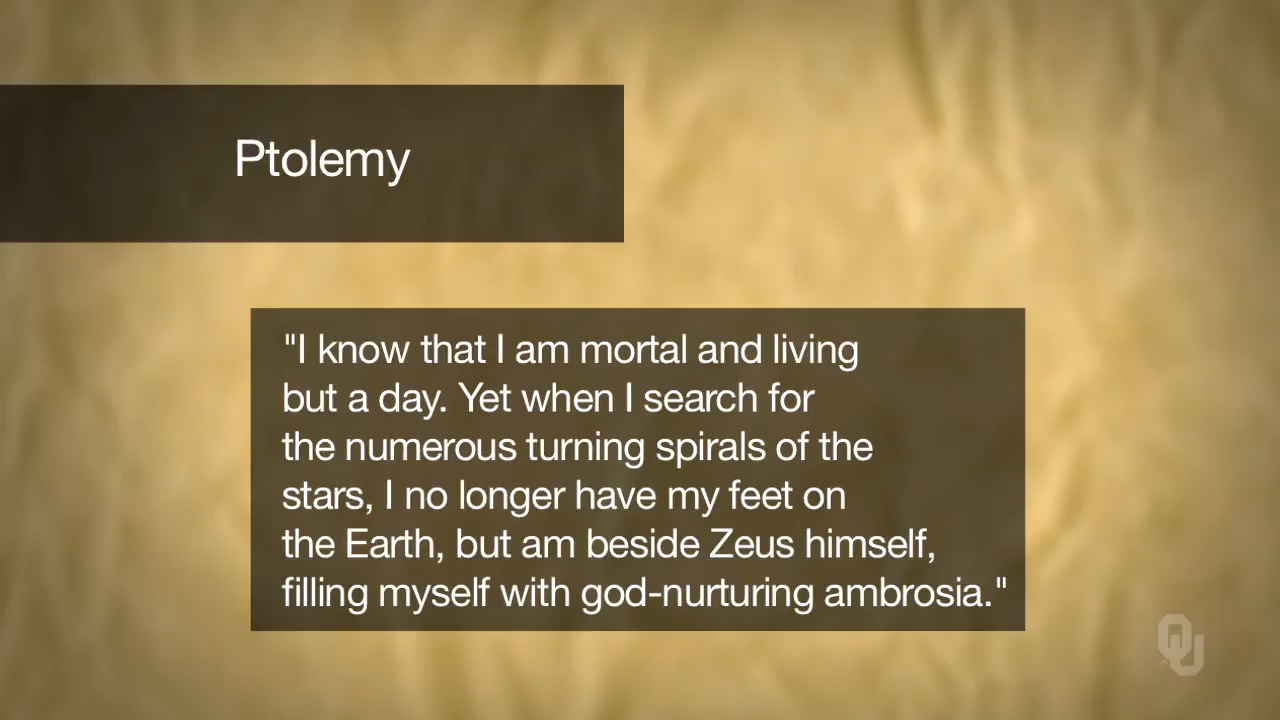 Ptolemy
"I know that I am mortal and living
but a day. Yet when I search for
the numerous turning spirals of the
stars, I no longer have my feet on
the Earth, but am beside Zeus himself,
filling myself with god-nurturing ambrosia."
OU